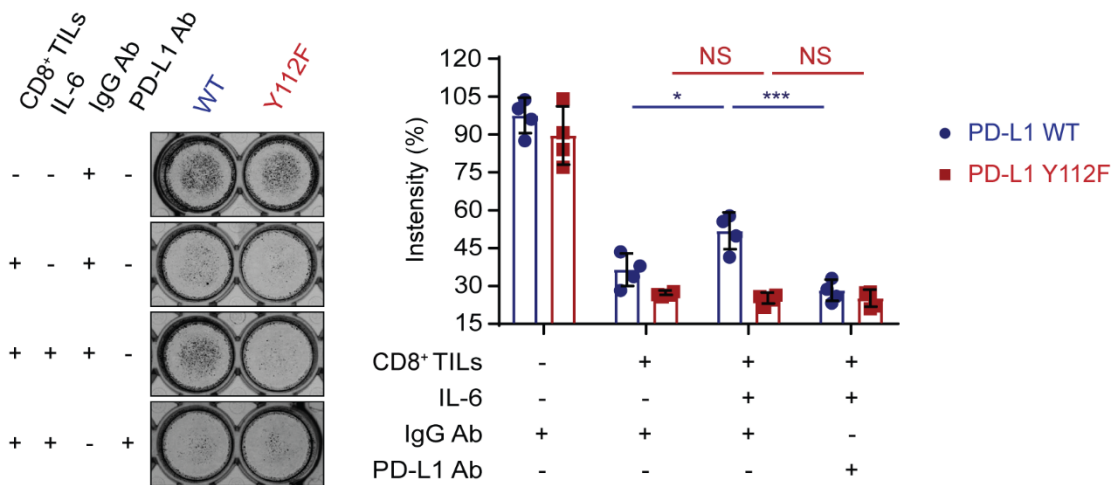 CD8⁺ TILs
IL-6
IgG Ab
PD-L1 Ab
WT
Y112F
- - + -
+ - + -
+ + + -
+ + - +
120
105
90
75
60
45
30
15
Instensity (%)
NS NS
* ***
PD-L1 WT
PD-L1 Y112F
CD8⁺ TILs - + + +
IL-6 - - + +
IgG Ab + + + -
PD-L1 Ab - - - +